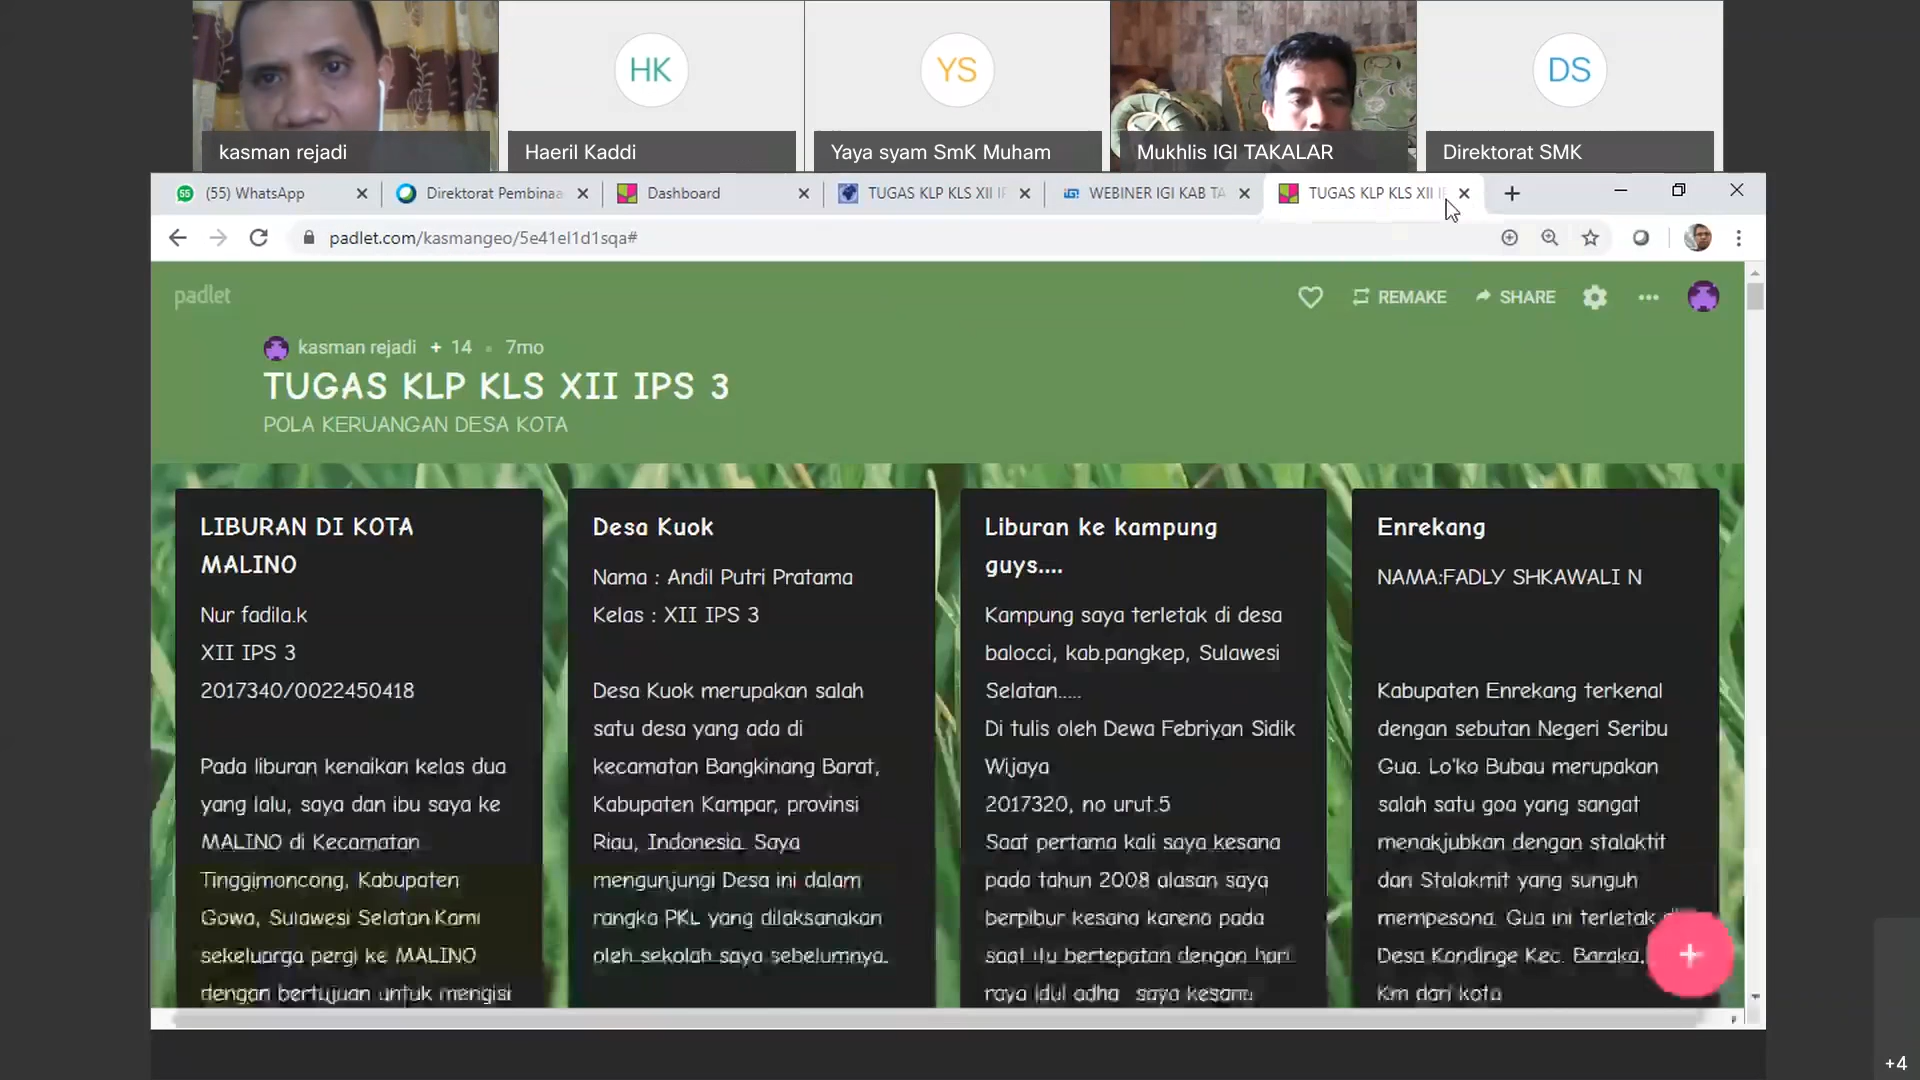 HK
YS
DS
kasman rejadi
Haeril Kaddi
Yaya syam SmK Muham
Mukhlis IGI TAKALAR
Direktorat SMK
55
(55) WhatsApp
Direktorat Pembinaa
Dashboard
TUGAS KLP KLS XII IP
IGI
WEBINER IGI KAB TA
TUGAS KLP KLS XII IP
padlet.com/kasmangeo/5e41el1d1sqa#
padlet
REMAKE
SHARE
kasman rejadi + 14 • 7mo
TUGAS KLP KLS XII IPS 3
POLA KERUANGAN DESA KOTA
LIBURAN DI KOTA
MALINO
Nur fadila.k
XII IPS 3
2017340/0022450418
Pada liburan kenaikan kelas dua
yang lalu, saya dan ibu saya ke
MALINO di Kecamatan
Tinggimoncong, Kabupaten
Gowa, Sulawesi Selatan Kami
sekeluarga pergi ke MALINO
dengan bertujuan untuk mengisi
Desa Kuok
Nama : Andil Putri Pratama
Kelas : XII IPS 3
Desa Kuok merupakan salah
satu desa yang ada di
kecamatan Bangkinang Barat,
Kabupaten Kampar, provinsi
Riau, Indonesia. Saya
mengunjungi Desa ini dalam
rangka PKL yang dilaksanakan
oleh sekolah saya sebelumnya.
Liburan ke kampung
guys....
Kampung saya terletak di desa
balocci, kab.pangkep, Sulawesi
Selatan.....
Di tulis oleh Dewa Febriyan Sidik
Wijaya
2017320, no urut.5
Saat pertama kali saya kesana
pada tahun 2008 alasan saya
berpibur kesana karena pada
saat itu bertepatan dengan hari
raya idul adha saya kesana
Enrekang
NAMA:FADLY SHKAWALI N
Kabupaten Enrekang terkenal
dengan sebutan Negeri Seribu
Gua. Lo'ko Bubau merupakan
salah satu goa yang sangat
menakjubkan dengan stalaktit
dan Stalakmit yang sunguh
mempesona. Gua ini terletak
Desa Kandinge Kec. Baraka,
Km dari kota
+4